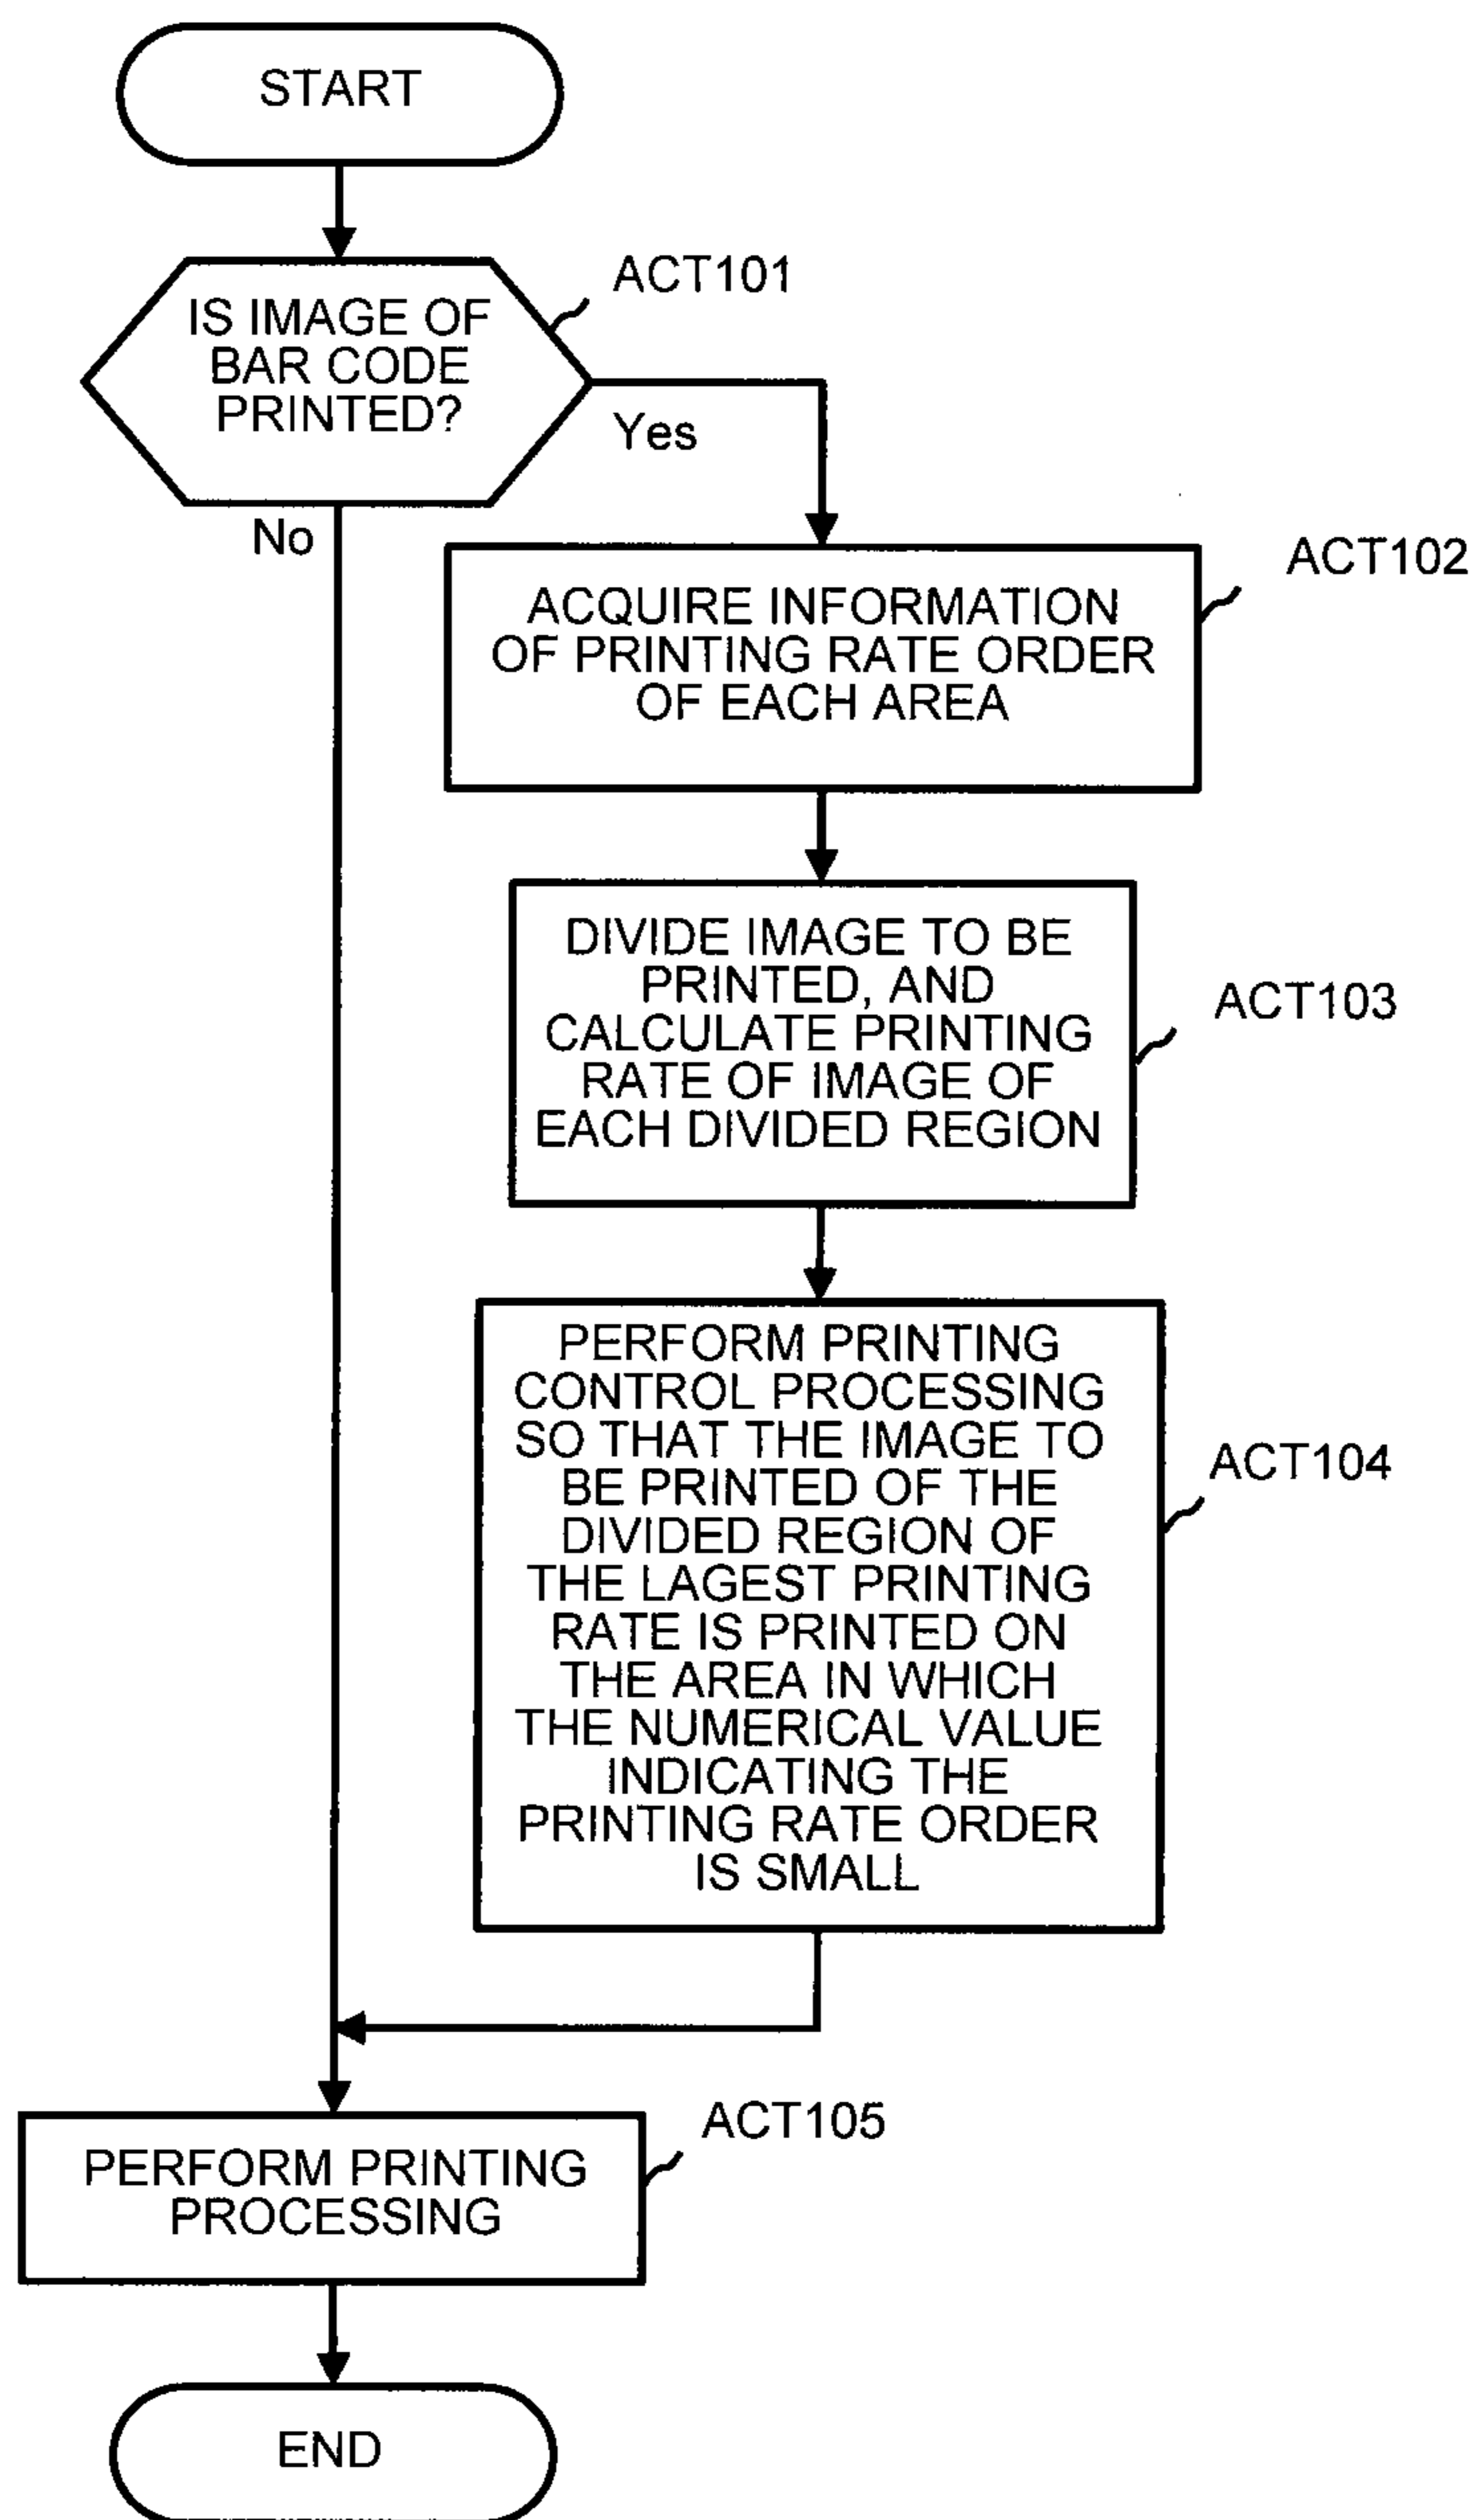 START
ACT101
IS IMAGE OF
BAR CODE
PRINTED?
Yes
No
ACT102
ACQUIRE INFORMATION
OF PRINTING RATE ORDER
OF EACH AREA
DIVIDE IMAGE TO BE
PRINTED, AND
CALCULATE PRINTING
RATE OF IMAGE OF
EACH DIVIDED REGION
ACT103
PERFORM PRINTING
CONTROL PROCESSING
SO THAT THE IMAGE TO
BE PRINTED OF THE
DIVIDED REGION OF
THE LAGEST PRINTING
RATE IS PRINTED ON
THE AREA IN WHICH
THE NUMERICAL VALUE
INDICATING THE
PRINTING RATE ORDER
IS SMALL
ACT104
ACT105
PERFORM PRINTING
PROCESSING
END